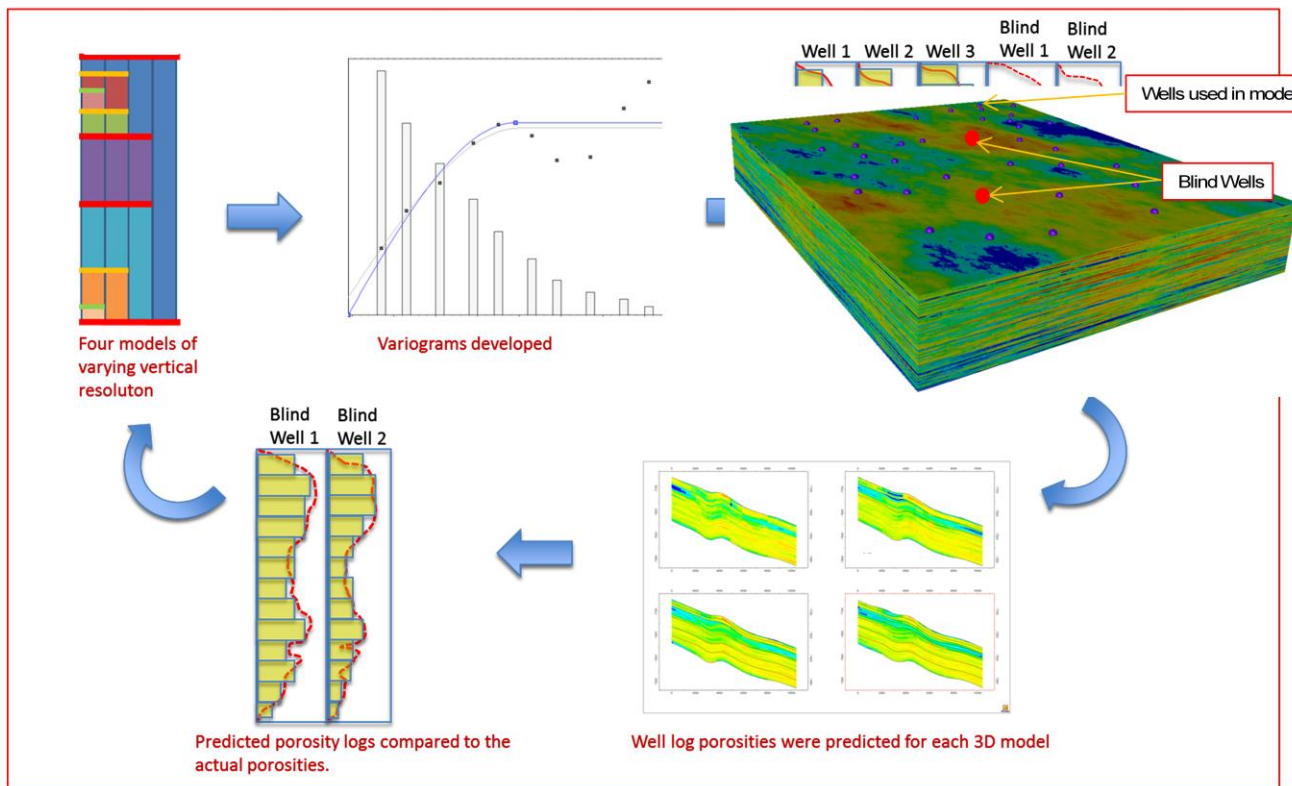 Well 1
Well 2
Well 3
Blind
Well 1
Blind
Well 2
Wells used in mode
Blind Wells
Four models of
varying vertical
resoluton
Variograms developed
Blind
Well 1
Blind
Well 2
Predicted porosity logs compared to the
actual porosities.
Well log porosities were predicted for each 3D model